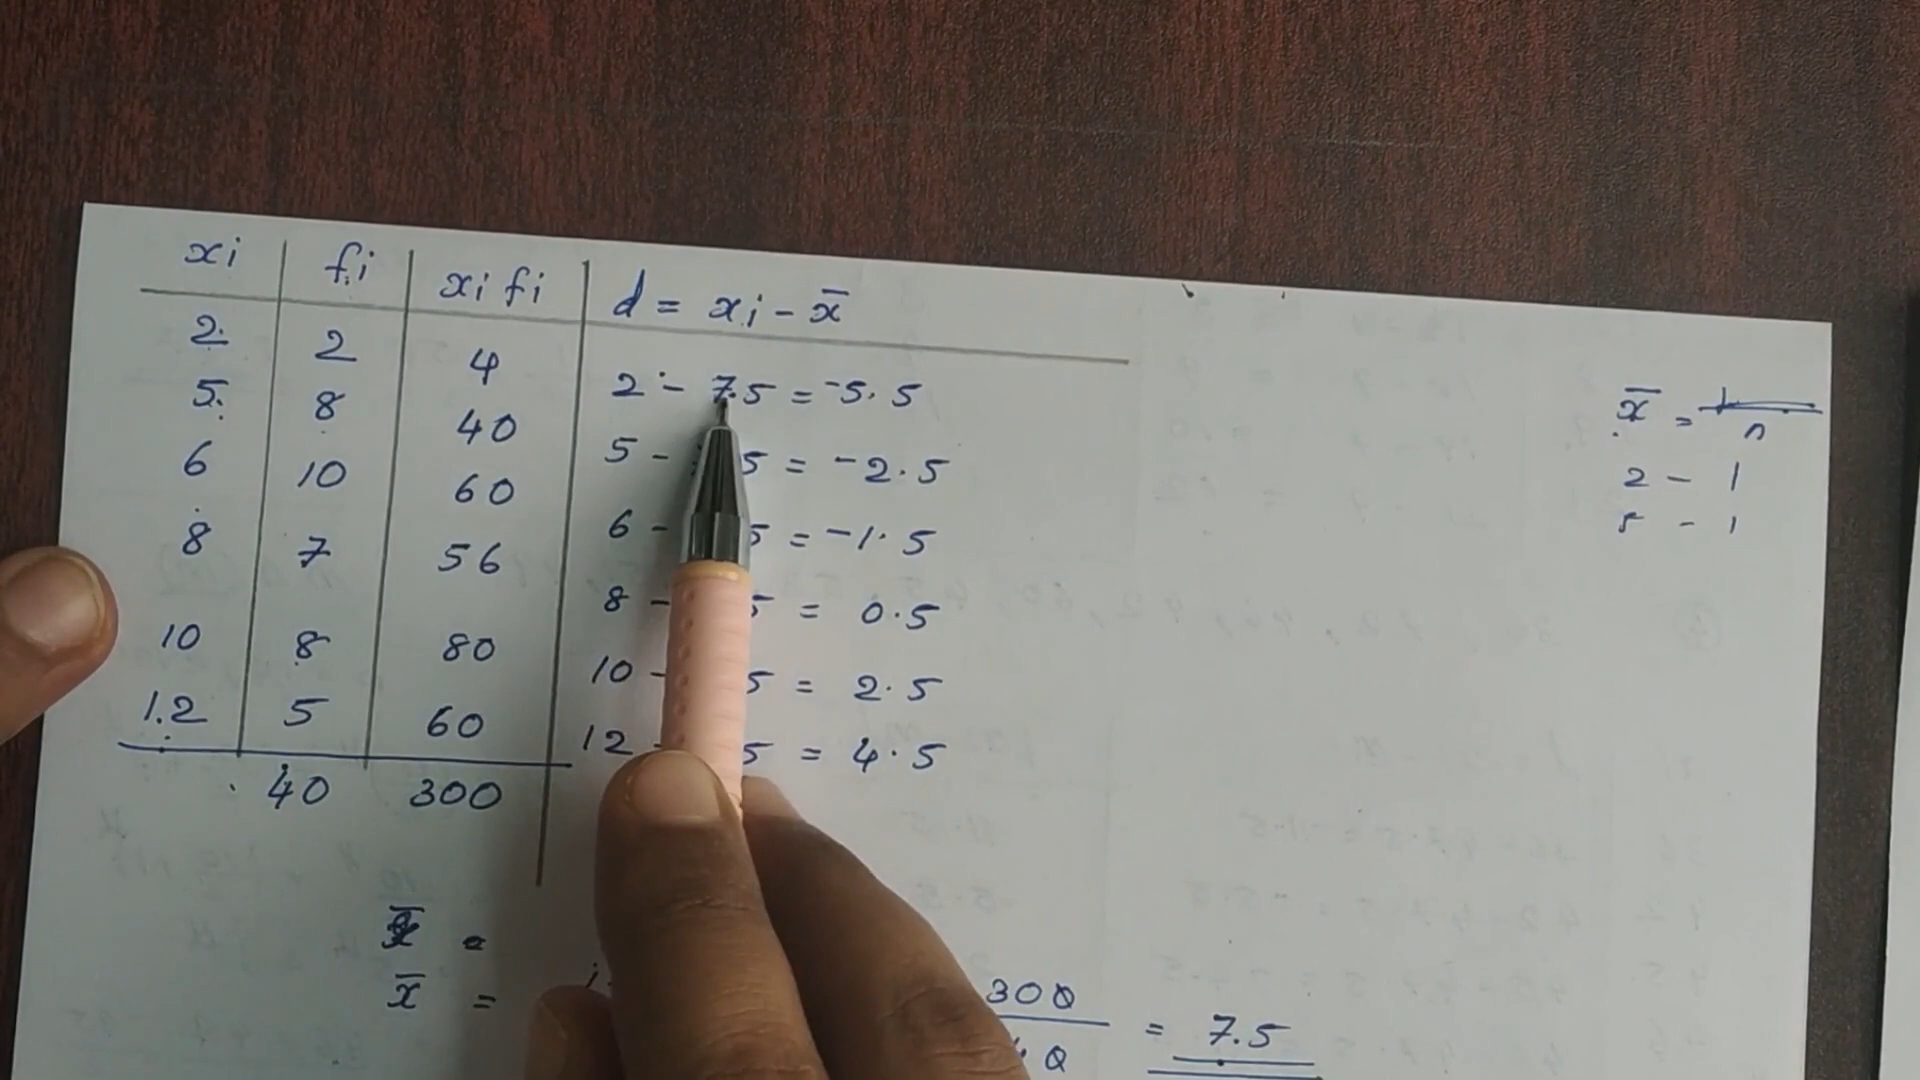 xi fi xi fi d = xi - x̄
2 2 4 2 - 7.5 = -5.5
5 8 40 5 - 5 = -2.5
6 10 60 6 - 5 = -1.5
8 7 56 8 - 5 = 0.5
10 8 80 10 - 5 = 2.5
12 5 60 12 - 5 = 4.5
40 300
x̄ =
x̄ = 300 / 0 = 7.5
x̄ = / n
2 - 1
5 - 1